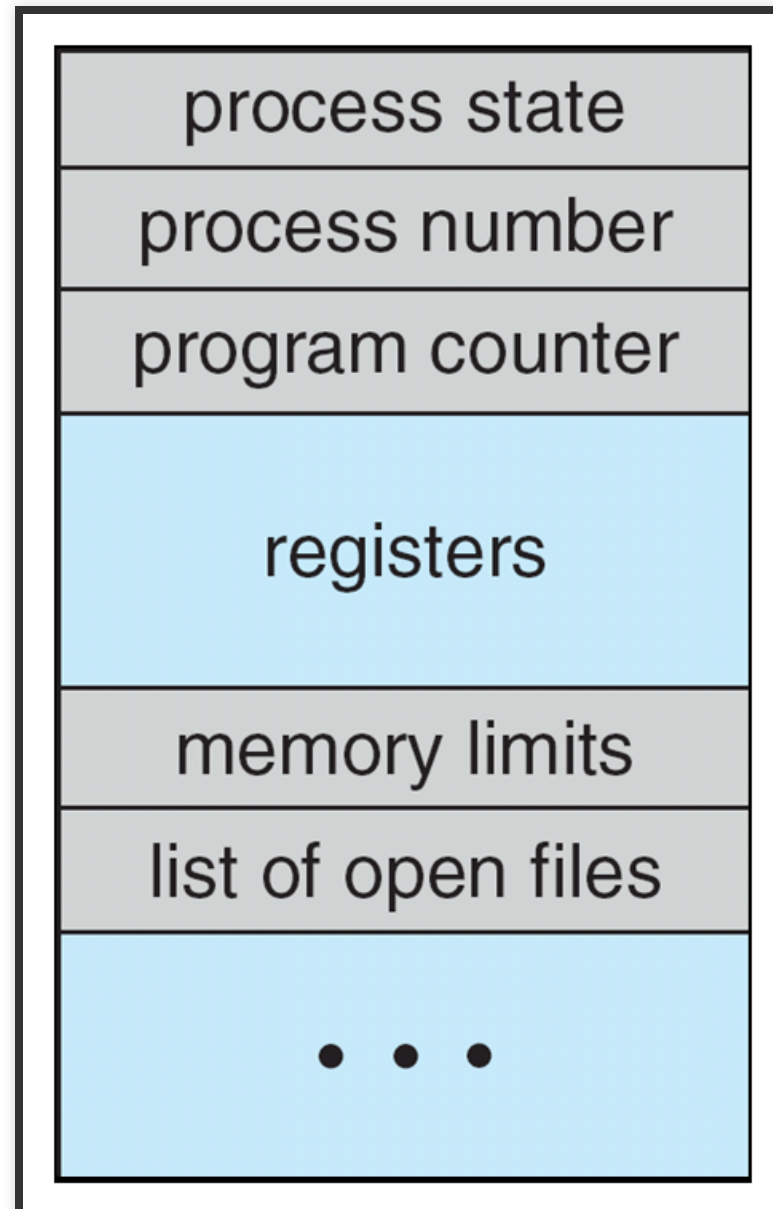 process state
process number
program counter
registers
memory limits
list of open files
• • •